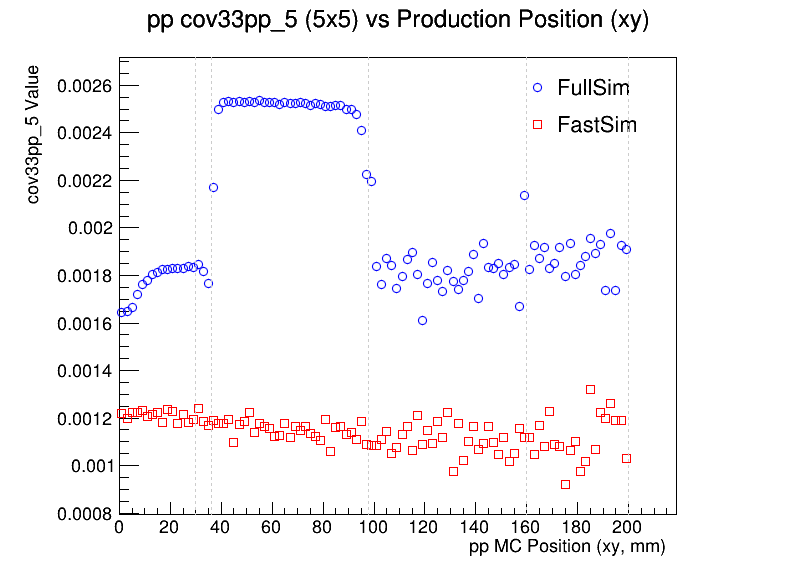 pp cov33pp_5 (5x5) vs Production Position (xy)
cov33pp_5 Value
FullSim
FastSim
0.0026
0.0024
0.0022
0.002
0.0018
0.0016
0.0014
0.0012
0.001
0.0008
0 20 40 60 80 100 120 140 160 180 200
pp MC Position (xy, mm)